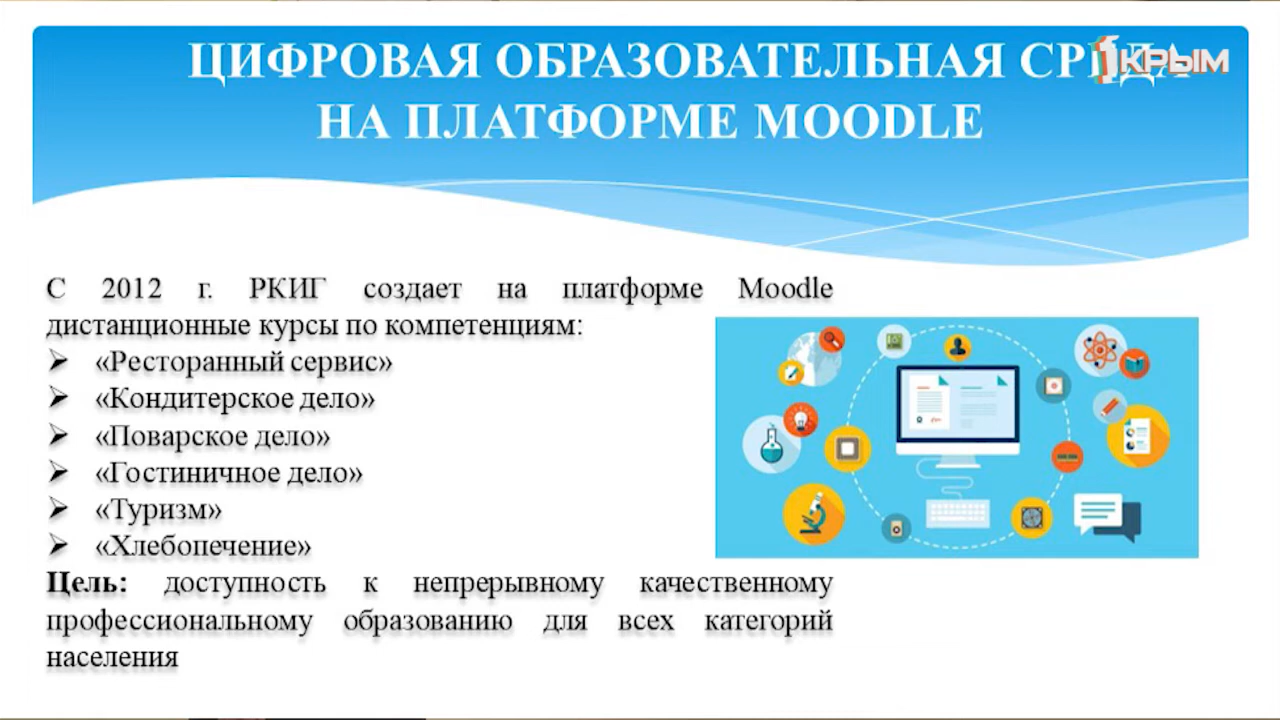 ЦИФРОВАЯ ОБРАЗОВАТЕЛЬНАЯ СРЕДА
1КРЫМ
НА ПЛАТФОРМЕ MOODLE
С 2012 г. РКИГ создает на платформе Moodle
дистанционные курсы по компетенциям:
«Ресторанный сервис»
«Кондитерское дело»
«Поварское дело»
«Гостиничное дело»
«Туризм»
«Хлебопечение»
Цель: доступность к непрерывному качественному
профессиональному образованию для всех категорий
населения